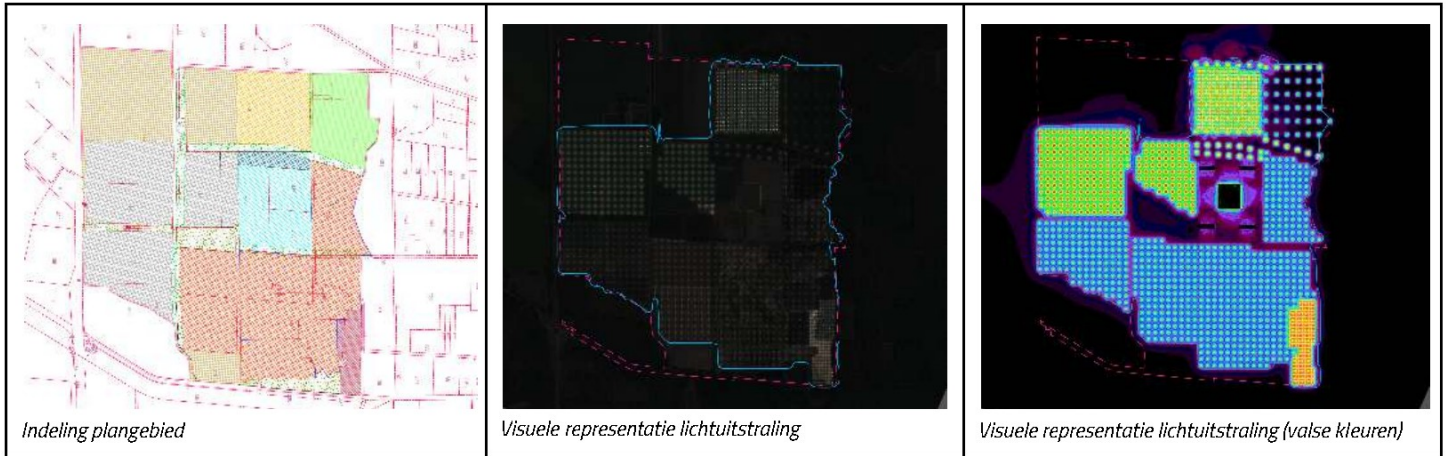 Indeling plangebied
Visuele representatie lichtuitstraling
Visuele representatie lichtuitstraling (valse kleuren)